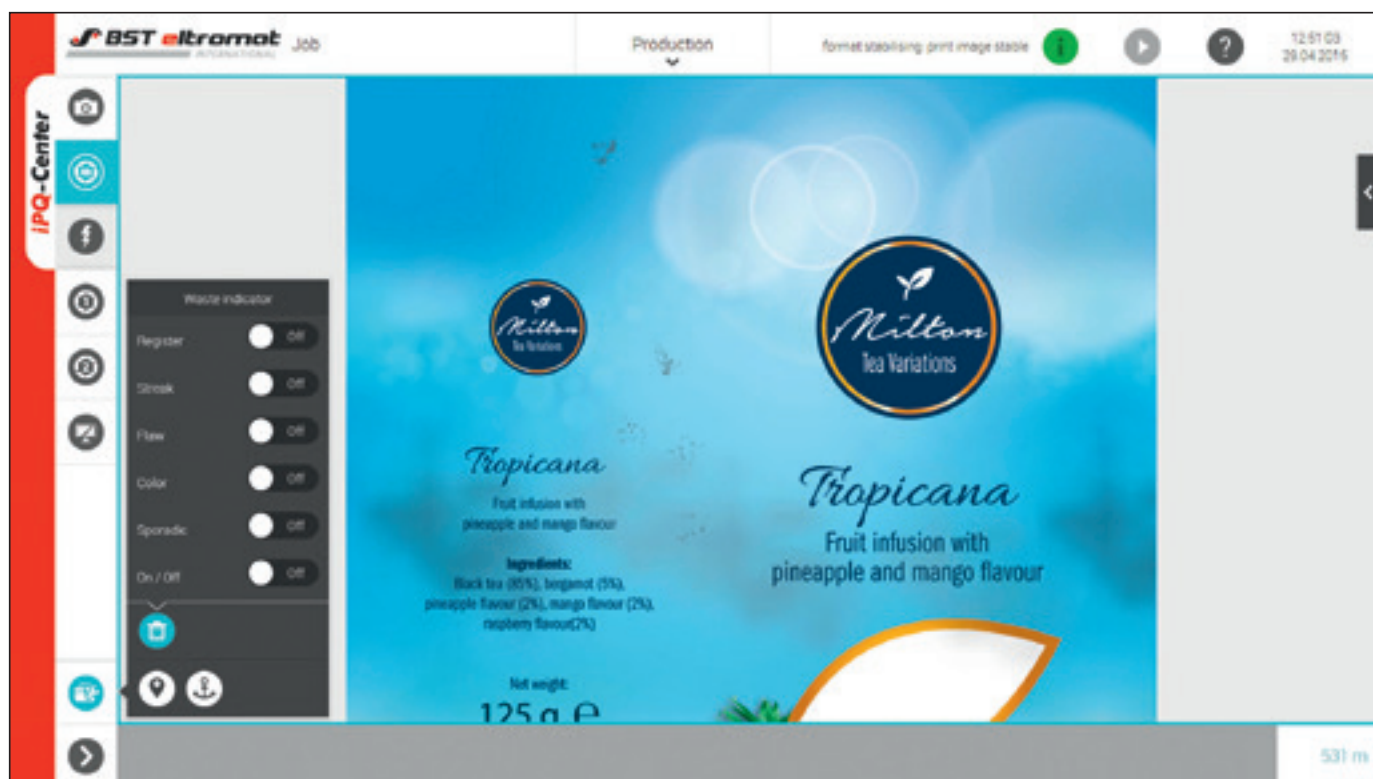 BST eltromat
INTERNATIONAL
Job
Production
format stabilising print image stable
i
?
12:51:03
29.04.2016
iPQ-Center
1
2
Waste indicator
Register Off
Streak Off
Flaw Off
Color Off
Sporadic Off
On / Off Off
Milton
Tea Variations
Tropicana
Fruit infusion with
pineapple and mango flavour
Ingredients:
Black tea (85%), bergamot (5%),
pineapple flavour (2%), mango flavour (2%),
raspberry flavour(2%)
Net weight:
125 g e
Milton
Tea Variations
Tropicana
Fruit infusion with
pineapple and mango flavour
531 m